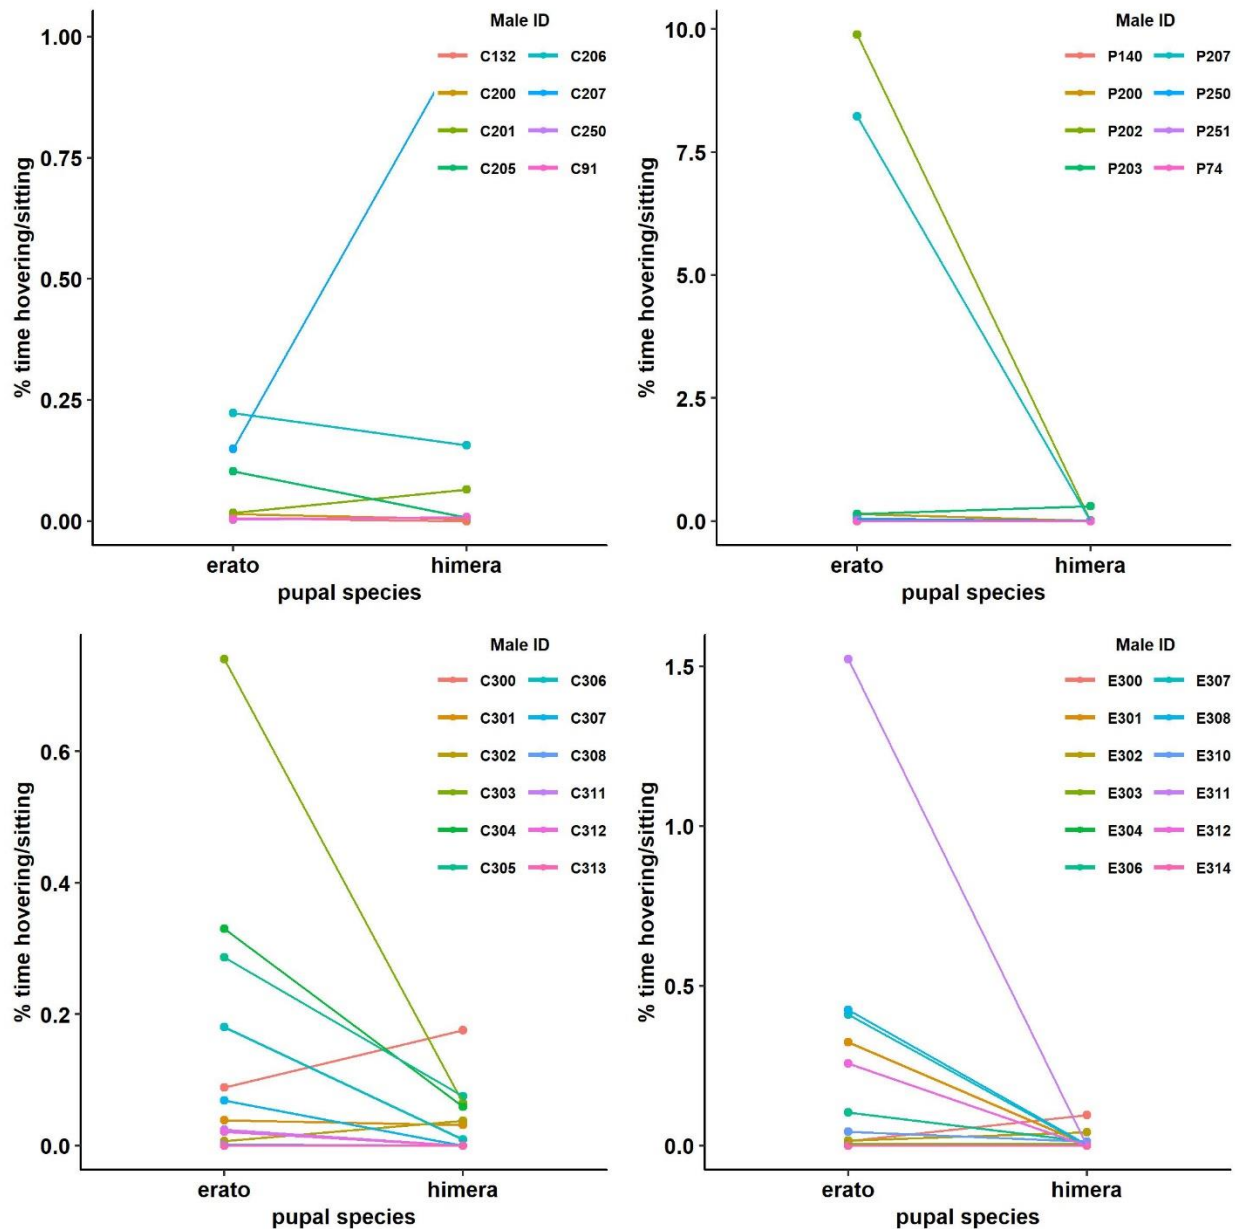 Male ID
C132 C206
C200 C207
C201 C250
C205 C91
1.00
0.75
0.50
0.25
0.00
% time hovering/sitting
erato himera
pupal species
Male ID
P140 P207
P200 P250
P202 P251
P203 P74
10.0
7.5
5.0
2.5
0.0
% time hovering/sitting
erato himera
pupal species
Male ID
C300 C306
C301 C307
C302 C308
C303 C311
C304 C312
C305 C313
0.6
0.4
0.2
0.0
% time hovering/sitting
erato himera
pupal species
Male ID
E300 E307
E301 E308
E302 E310
E303 E311
E304 E312
E306 E314
1.5
1.0
0.5
0.0
% time hovering/sitting
erato himera
pupal species